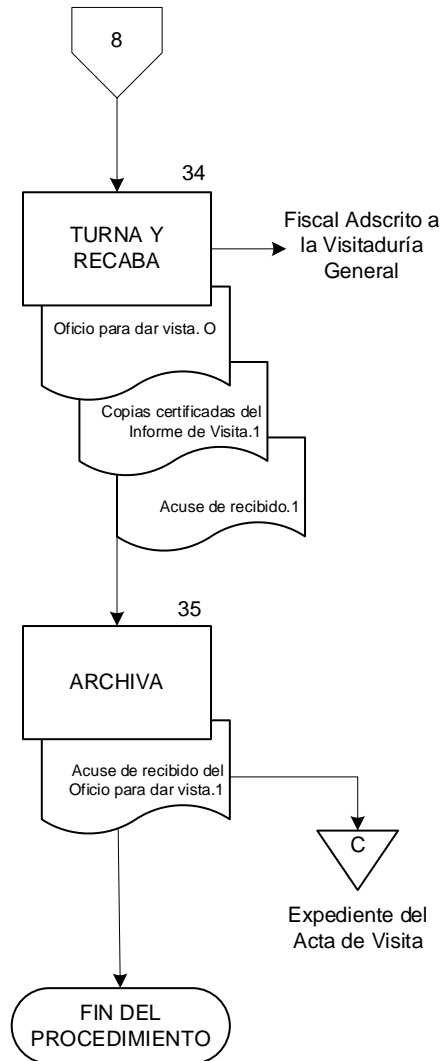 8
34
TURNA Y
RECABA
Fiscal Adscrito a
la Visitaduría
General
Oficio para dar vista. O
Copias certificadas del
Informe de Visita.1
Acuse de recibido.1
35
ARCHIVA
Acuse de recibido del
Oficio para dar vista.1
C
Expediente del
Acta de Visita
FIN DEL
PROCEDIMIENTO